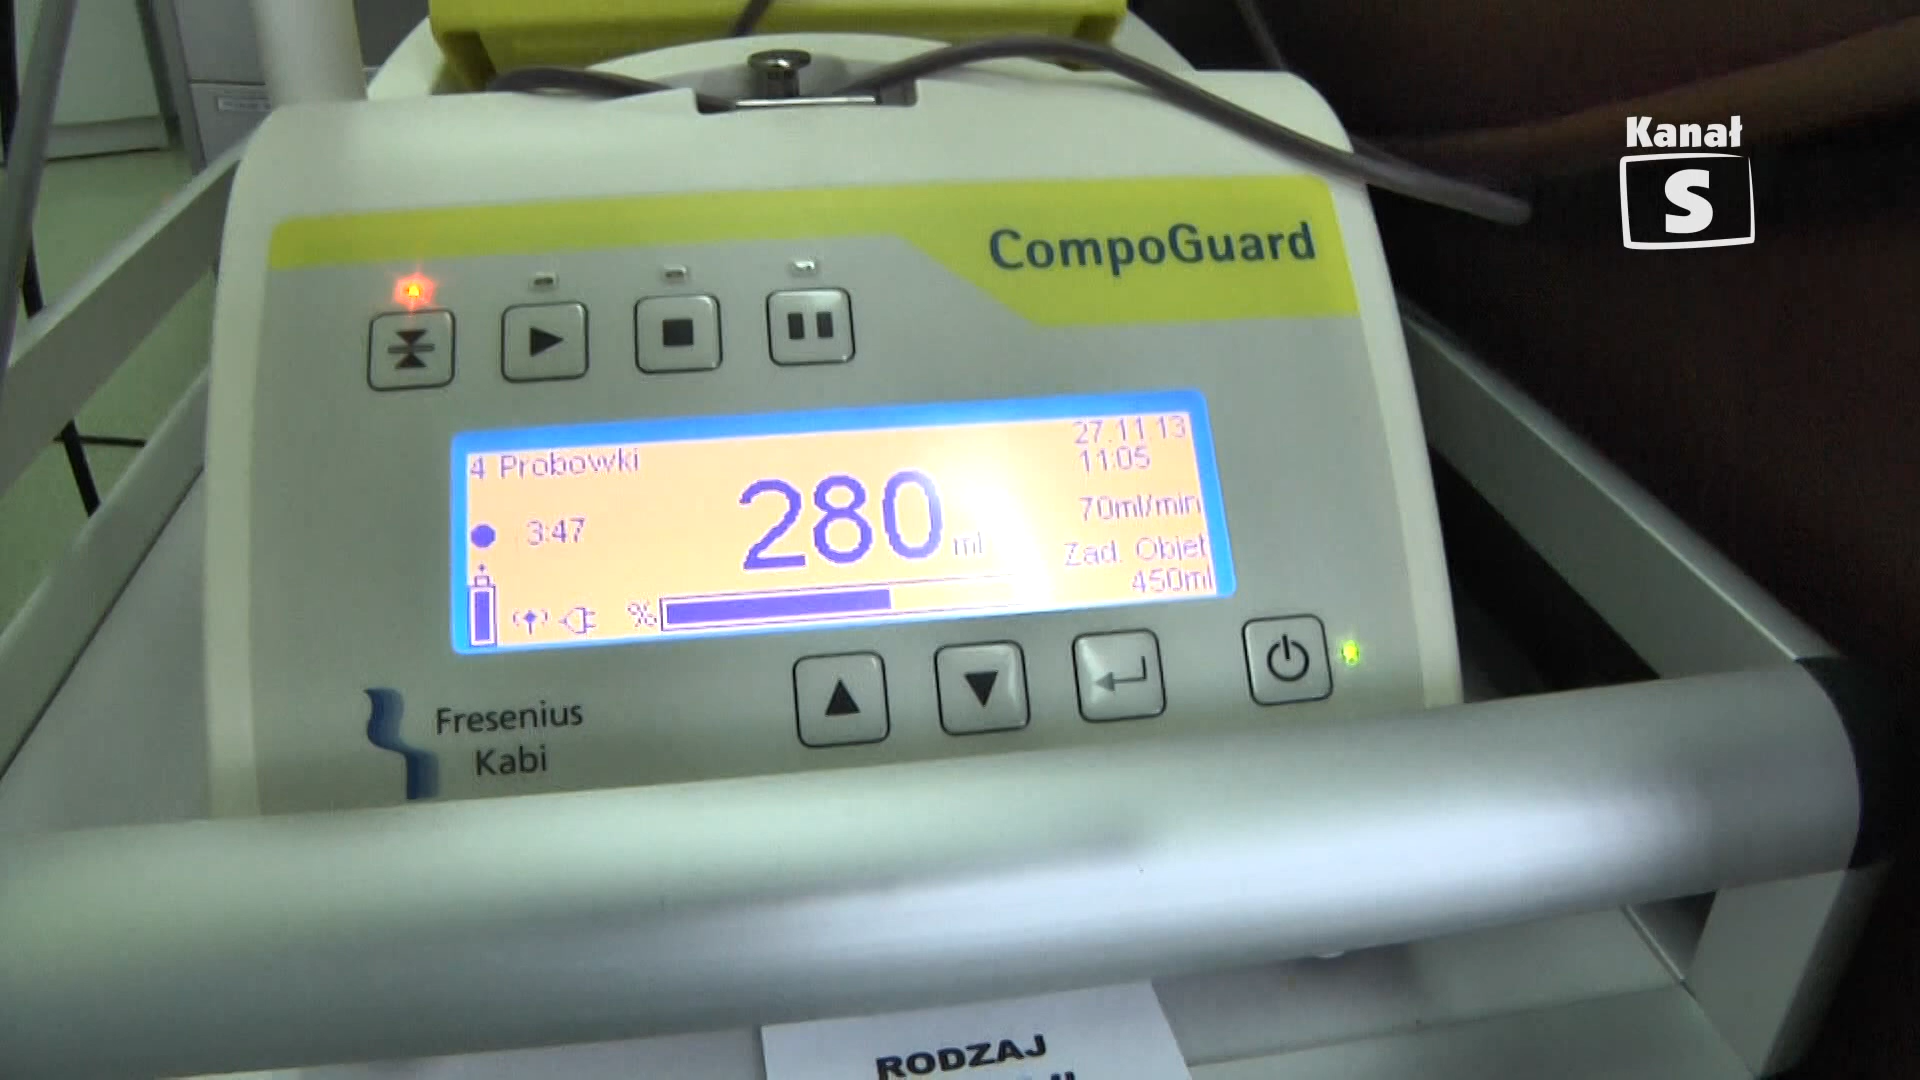 Kanał
S
CompoGuard
4 Probowki
27.11.13
11:05
3:47
280 ml
70ml/min
Zad. Objet
450ml
%
Fresenius
Kabi
RODZAJ